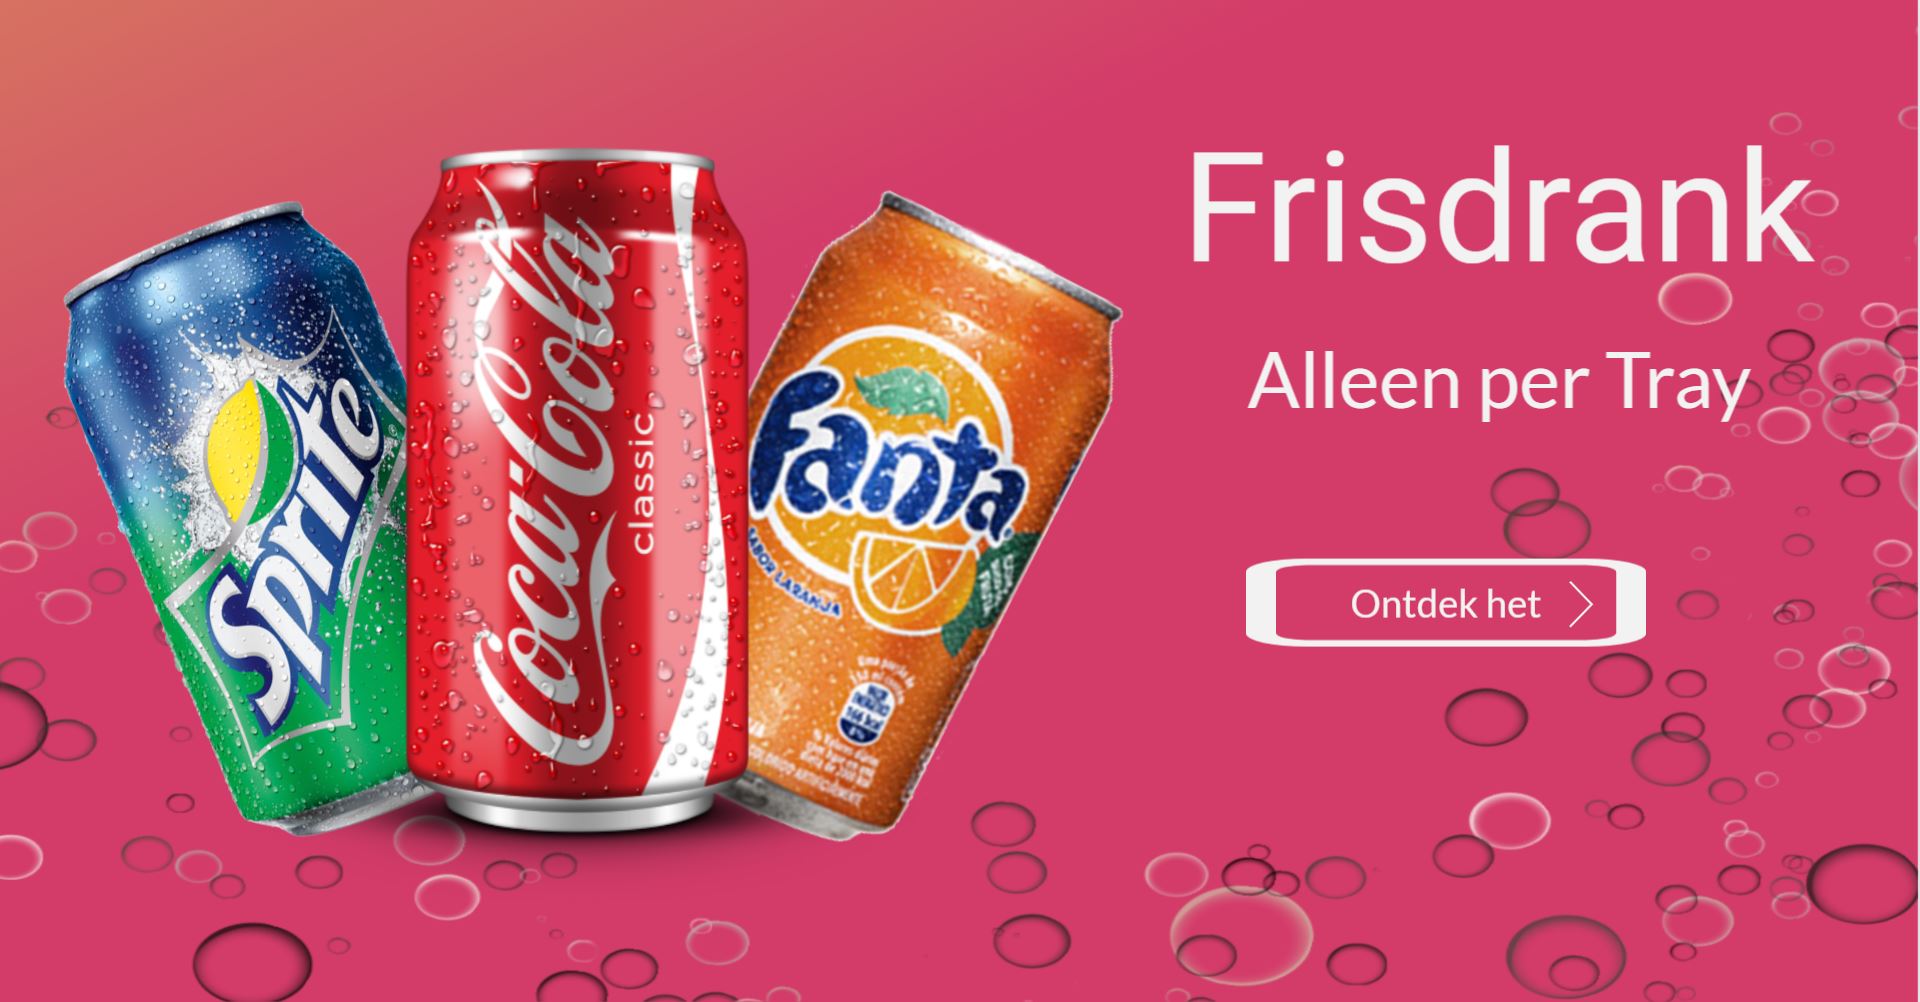 Sprite
Coca-Cola
classic
Fanta
SABOR LARANJA
Frisdrank
Alleen per Tray
Ontdek het